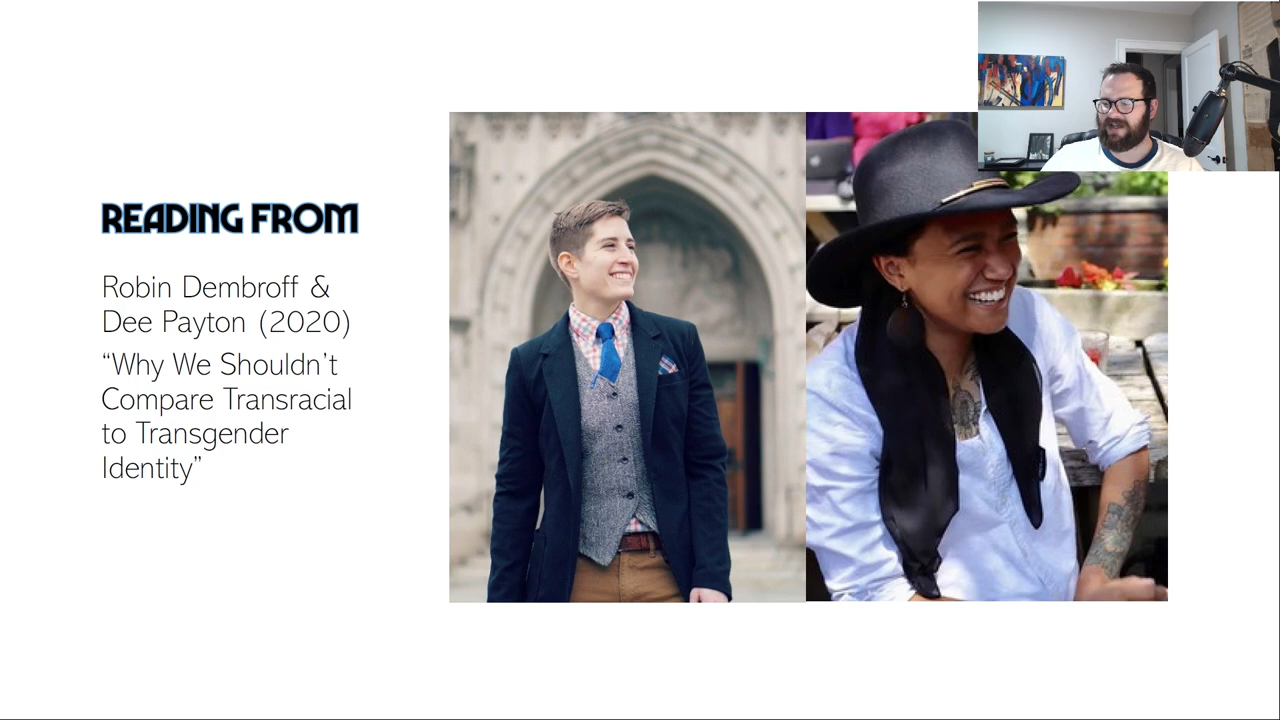 READING FROM
Robin Dembroff &
Dee Payton (2020)
“Why We Shouldn’t
Compare Transracial
to Transgender
Identity”